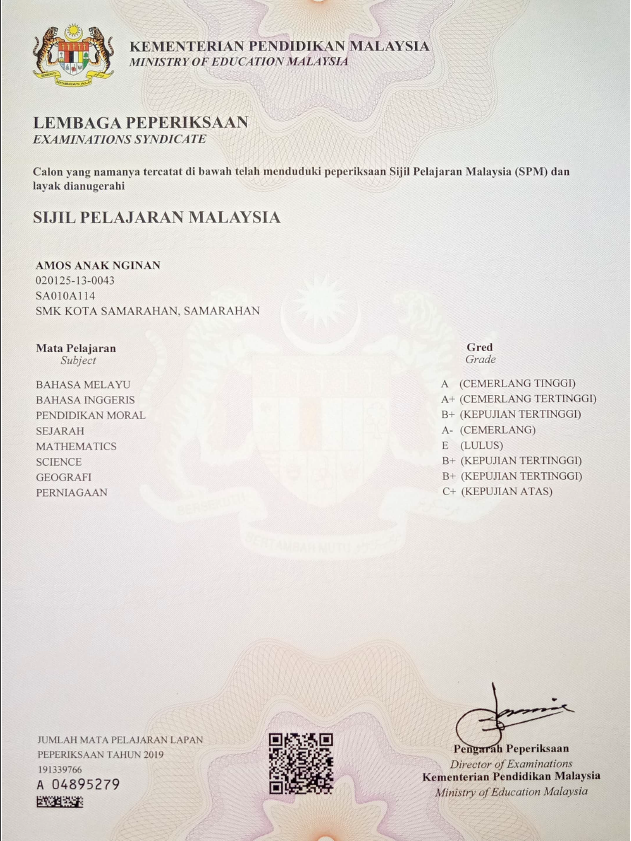 KEMENTERIAN PENDIDIKAN MALAYSIA
MINISTRY OF EDUCATION MALAYSIA
LEMBAGA PEPERIKSAAN
EXAMINATIONS SYNDICATE
Calon yang namanya tercatat di bawah telah menduduki peperiksaan Sijil Pelajaran Malaysia (SPM) dan
layak dianugerahi
SIJIL PELAJARAN MALAYSIA
AMOS ANAK NGINAN
020125-13-0043
SA010A114
SMK KOTA SAMARAHAN, SAMARAHAN
Mata Pelajaran Gred
Subject Grade
BAHASA MELAYU A (CEMERLANG TINGGI)
BAHASA INGGERIS A+ (CEMERLANG TERTINGGI)
PENDIDIKAN MORAL B+ (KEPUJIAN TERTINGGI)
SEJARAH A- (CEMERLANG)
MATHEMATICS E (LULUS)
SCIENCE B+ (KEPUJIAN TERTINGGI)
GEOGRAFI B+ (KEPUJIAN TERTINGGI)
PERNIAGAAN C+ (KEPUJIAN ATAS)
JUMLAH MATA PELAJARAN LAPAN
PEPERIKSAAN TAHUN 2019
191339766
A 04895279
Pengarah Peperiksaan
Director of Examinations
Kementerian Pendidikan Malaysia
Ministry of Education Malaysia